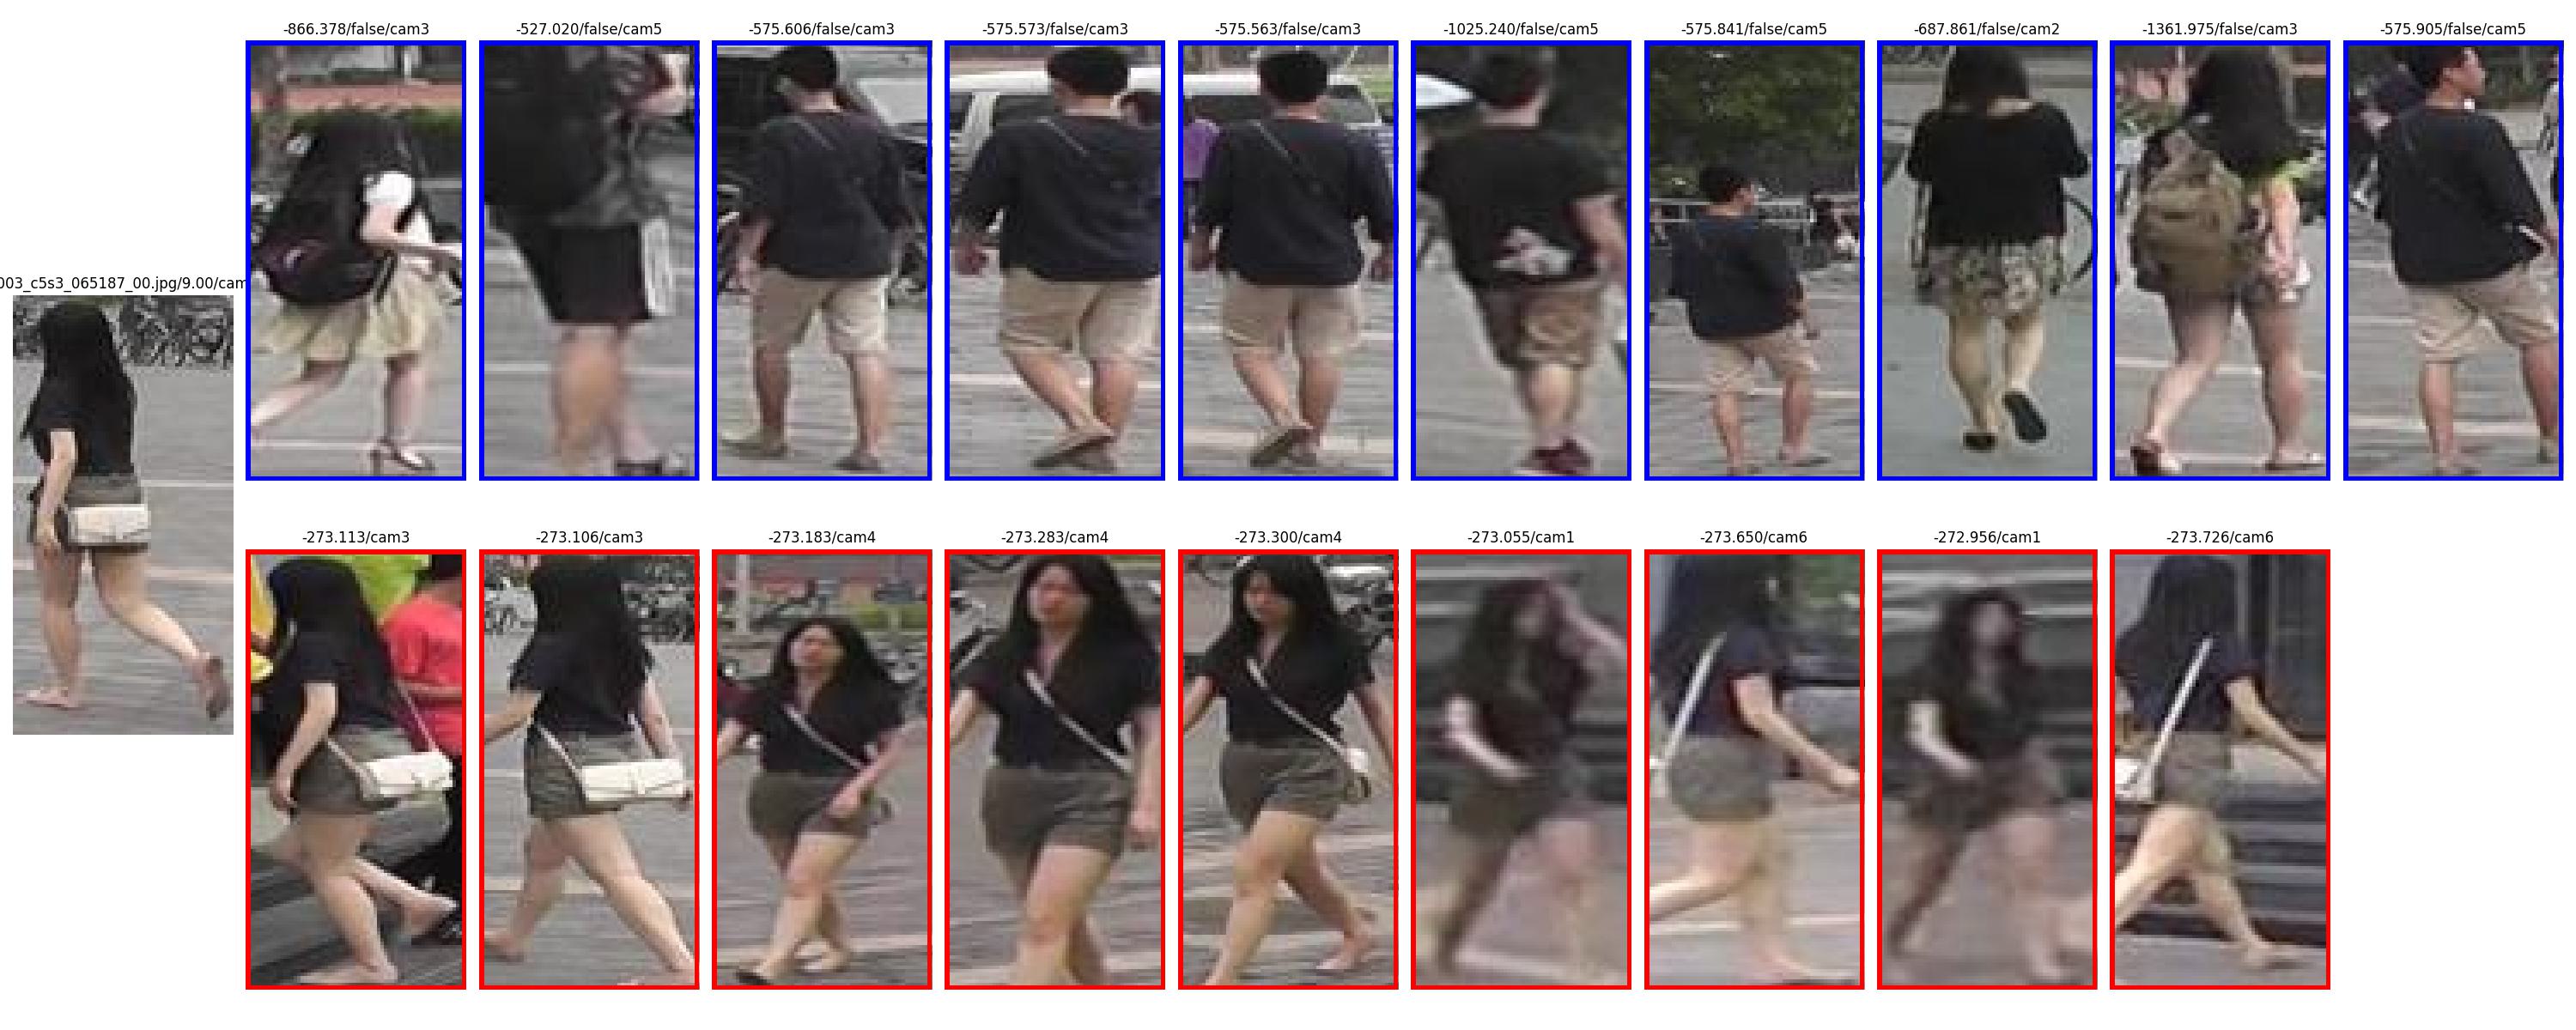 -866.378/false/cam3
-527.020/false/cam5
-575.606/false/cam3
-575.573/false/cam3
-575.563/false/cam3
-1025.240/false/cam5
-575.841/false/cam5
-687.861/false/cam2
-1361.975/false/cam3
-575.905/false/cam5
003_c5s3_065187_00.jpg/9.00/cam
-273.113/cam3
-273.106/cam3
-273.183/cam4
-273.283/cam4
-273.300/cam4
-273.055/cam1
-273.650/cam6
-272.956/cam1
-273.726/cam6